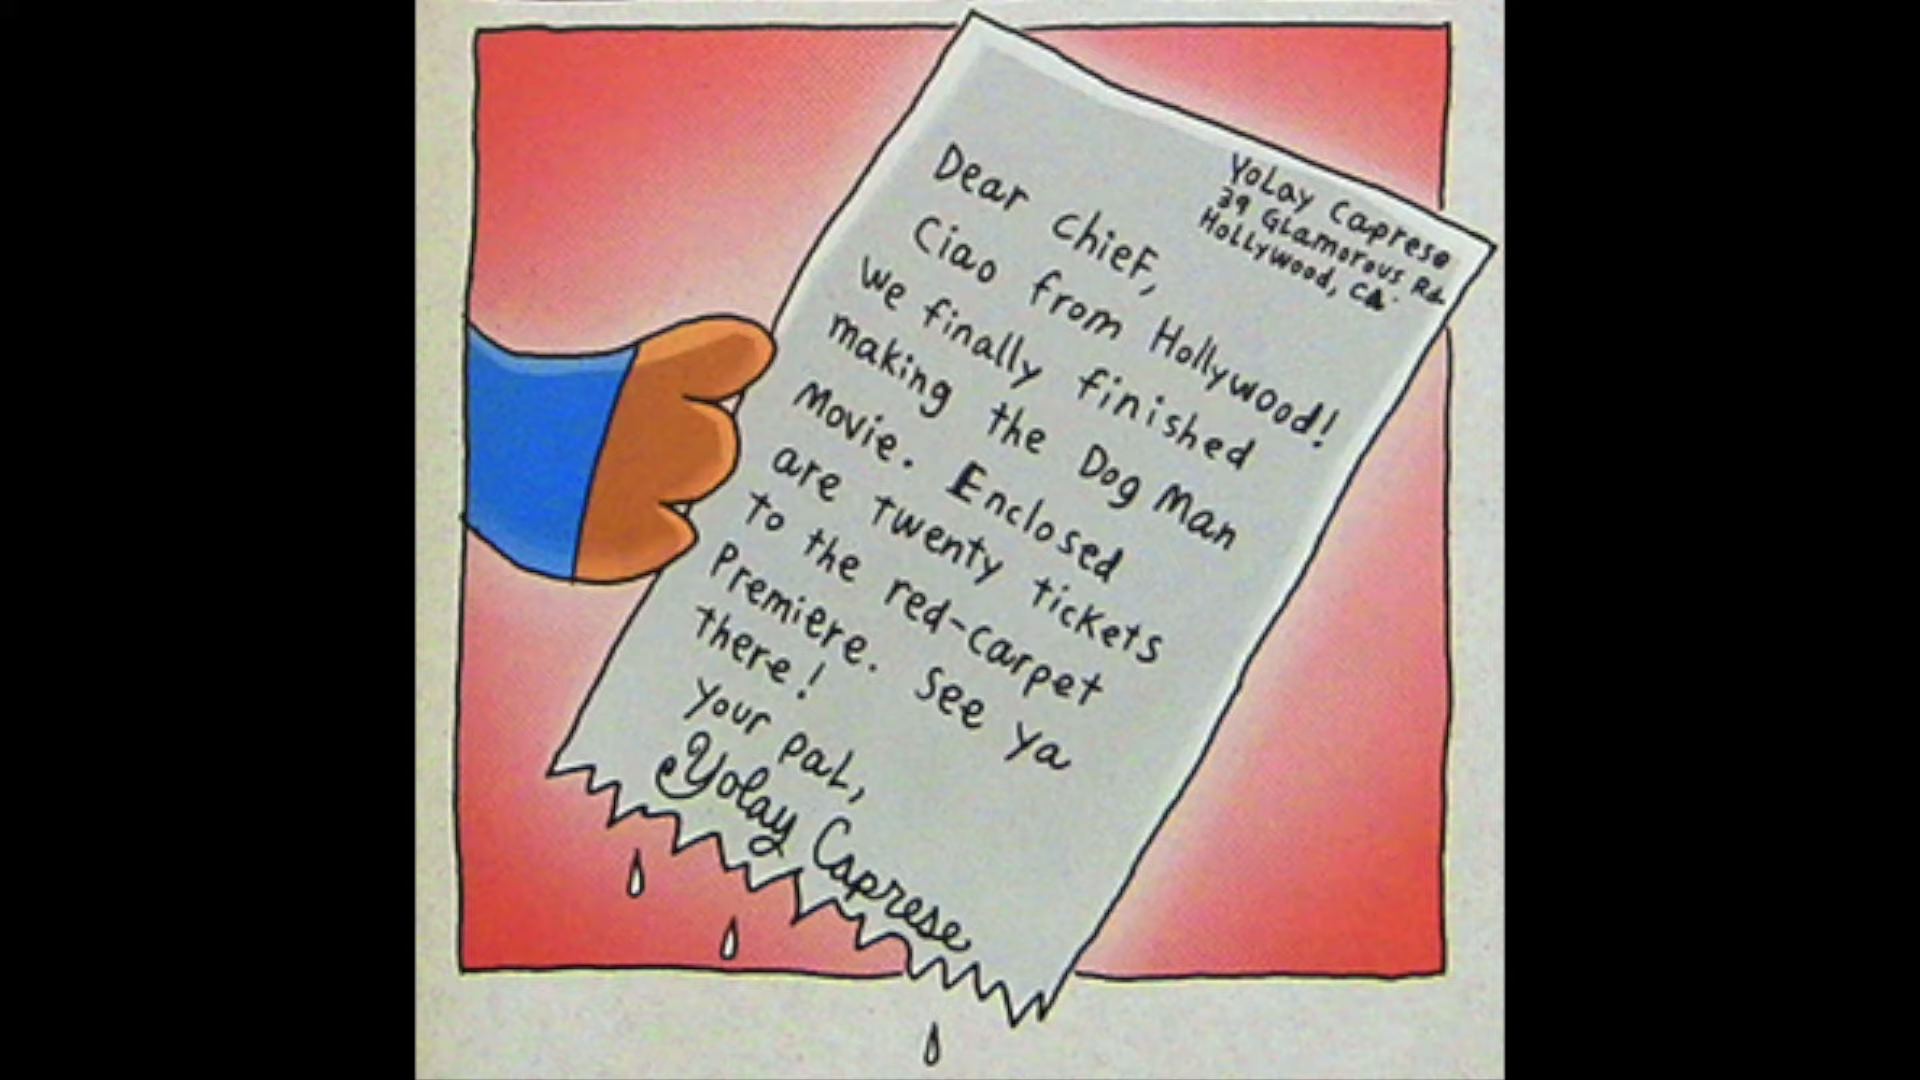 Yolay Caprese
39 Glamorous Rd.
Hollywood, CA.
Dear Chief,
Ciao from Hollywood!
We finally finished
making the Dog Man
Movie. Enclosed
are twenty tickets
to the red-carpet
premiere. See ya
there!
Your pal,
Yolay Caprese